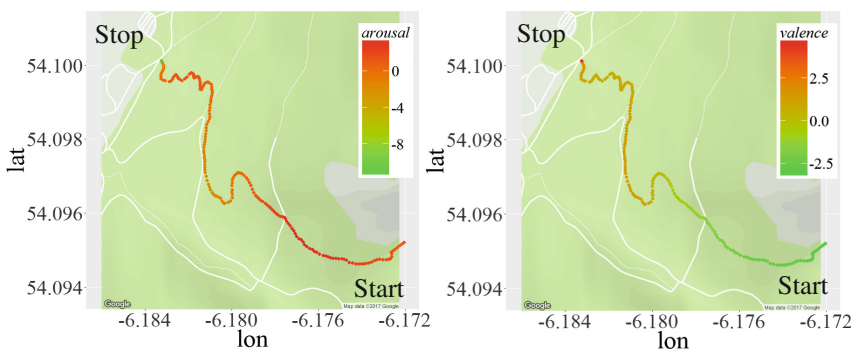 Stop
arousal
0
-4
-8
54.100
54.098
54.096
54.094
lat
Start
Google
Map data ©2017 Google
-6.184
-6.180
-6.176
-6.172
lon
Stop
valence
2.5
0.0
-2.5
54.100
54.098
54.096
54.094
lat
Start
Google
Map data ©2017 Google
-6.184
-6.180
-6.176
-6.172
lon